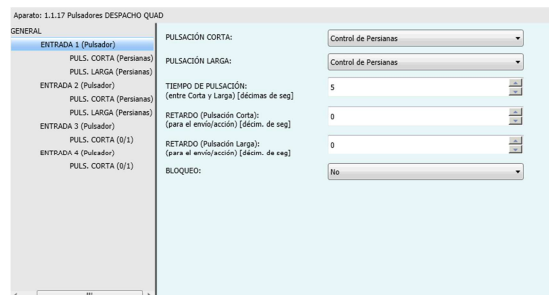 Aparato: 1.1.17 Pulsadores DESPACHO QUAD
GENERAL
ENTRADA 1 (Pulsador)
PULS. CORTA (Persianas)
PULS. LARGA (Persianas)
ENTRADA 2 (Pulsador)
PULS. CORTA (Persianas)
PULS. LARGA (Persianas)
ENTRADA 3 (Pulsador)
PULS. CORTA (0/1)
ENTRADA 4 (Pulsador)
PULS. CORTA (0/1)
PULSACIÓN CORTA: Control de Persianas
PULSACIÓN LARGA: Control de Persianas
TIEMPO DE PULSACIÓN: 5
(entre Corta y Larga) [décimas de seg]
RETARDO (Pulsación Corta): 0
(para el envío/acción) [décim. de seg]
RETARDO (Pulsación Larga): 0
(para el envío/acción) [décim. de seg]
BLOQUEO: No